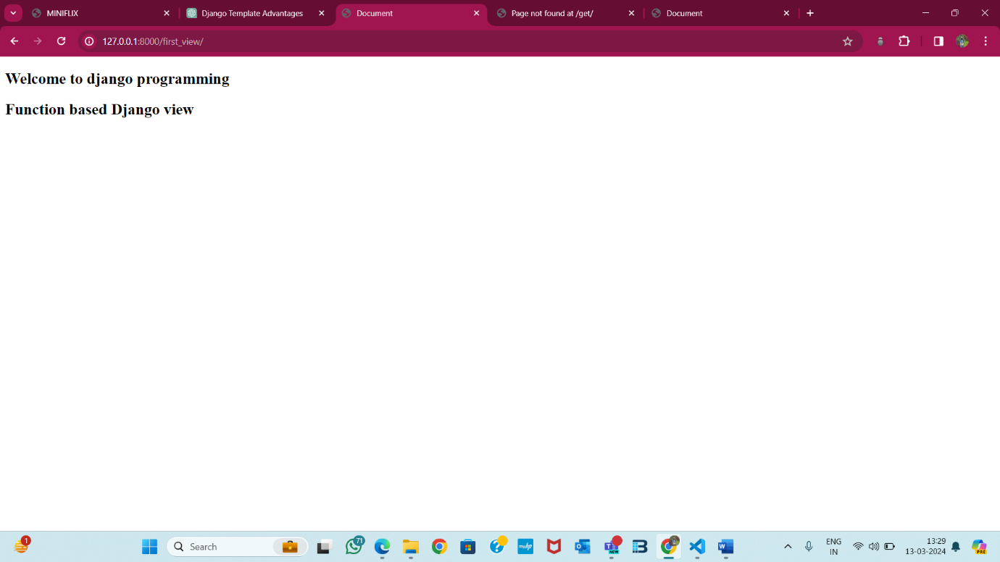 MINIFLIX
Django Template Advantages
Document
Page not found at /get/
Document
127.0.0.1:8000/first_view/
Welcome to django programming
Function based Django view
1
Search
71
NEW
ENG
IN
13:29
13-03-2024
PRE